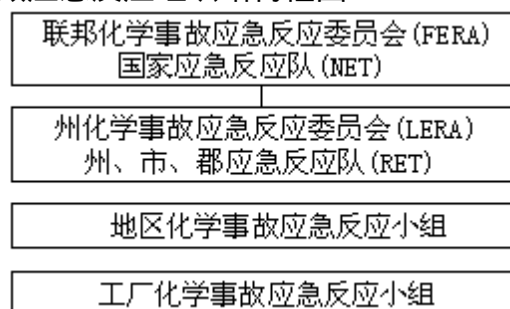 联邦化学事故应急反应委员会(FERA)
国家应急反应队(NET)
州化学事故应急反应委员会(LERA)
州、市、郡应急反应队(RET)
地区化学事故应急反应小组
工厂化学事故应急反应小组